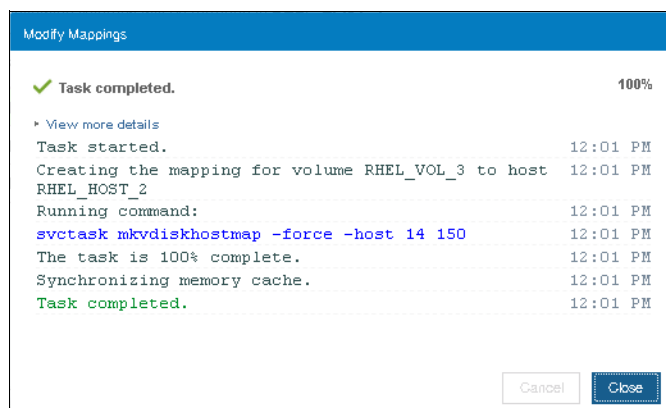 Modify Mappings
Task completed. 100%
View more details
Task started. 12:01 PM
Creating the mapping for volume RHEL_VOL_3 to host 12:01 PM
RHEL_HOST_2
Running command: 12:01 PM
svctask mkvdiskhostmap -force -host 14 150 12:01 PM
The task is 100% complete. 12:01 PM
Synchronizing memory cache. 12:01 PM
Task completed. 12:01 PM
Cancel Close